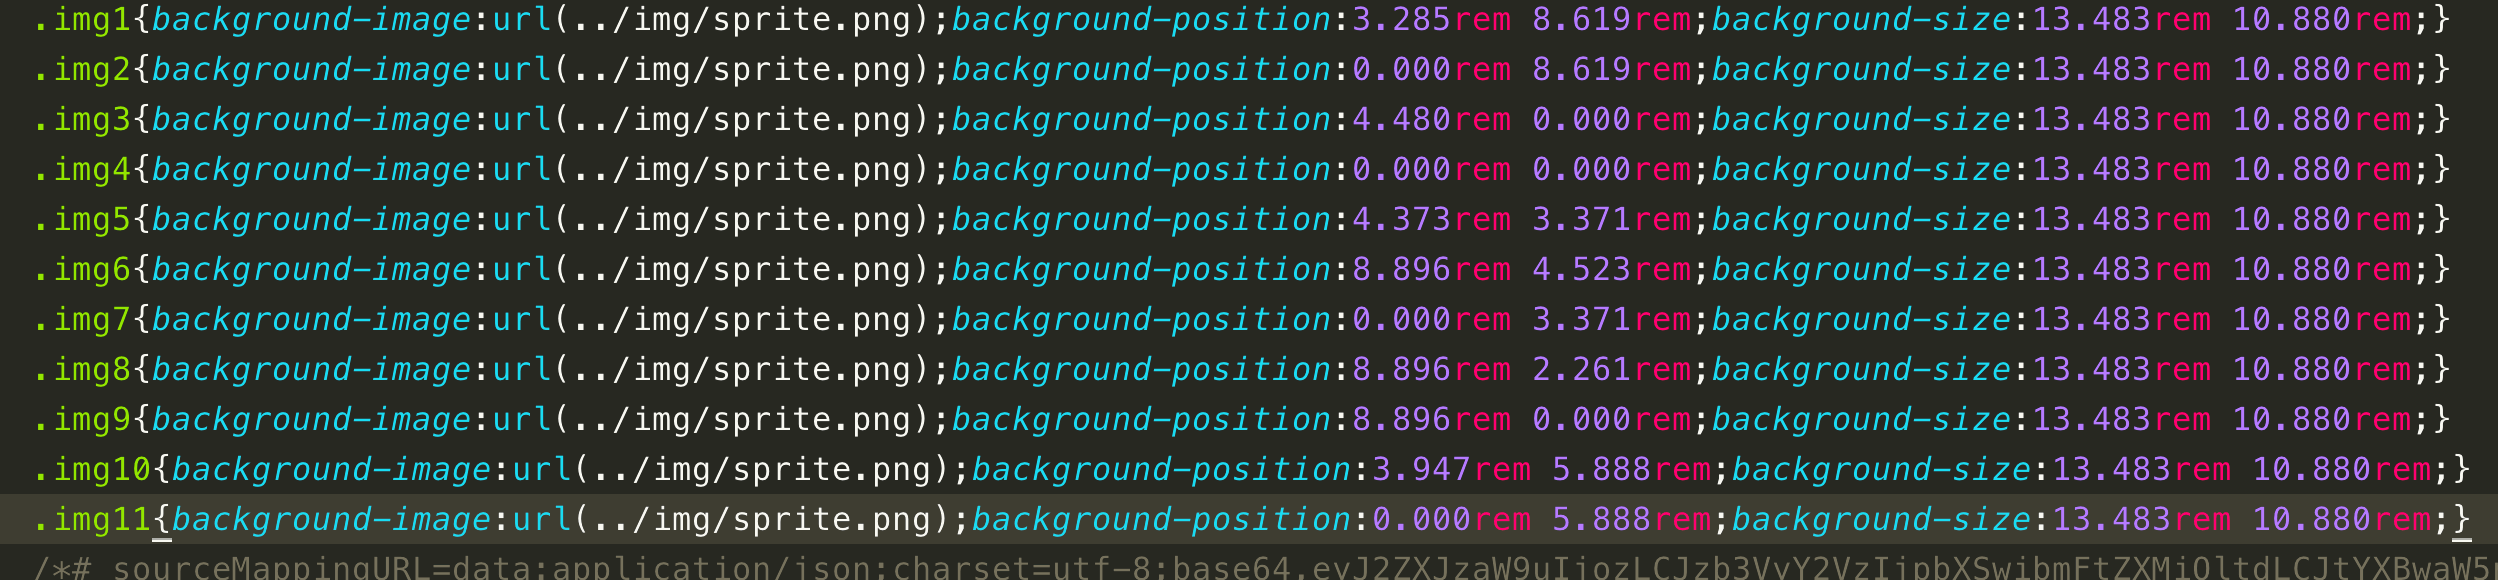 .img1{background-image:url(../img/sprite.png);background-position:3.285rem 8.619rem;background-size:13.483rem 10.880rem;}
.img2{background-image:url(../img/sprite.png);background-position:0.000rem 8.619rem;background-size:13.483rem 10.880rem;}
.img3{background-image:url(../img/sprite.png);background-position:4.480rem 0.000rem;background-size:13.483rem 10.880rem;}
.img4{background-image:url(../img/sprite.png);background-position:0.000rem 0.000rem;background-size:13.483rem 10.880rem;}
.img5{background-image:url(../img/sprite.png);background-position:4.373rem 3.371rem;background-size:13.483rem 10.880rem;}
.img6{background-image:url(../img/sprite.png);background-position:8.896rem 4.523rem;background-size:13.483rem 10.880rem;}
.img7{background-image:url(../img/sprite.png);background-position:0.000rem 3.371rem;background-size:13.483rem 10.880rem;}
.img8{background-image:url(../img/sprite.png);background-position:8.896rem 2.261rem;background-size:13.483rem 10.880rem;}
.img9{background-image:url(../img/sprite.png);background-position:8.896rem 0.000rem;background-size:13.483rem 10.880rem;}
.img10{background-image:url(../img/sprite.png);background-position:3.947rem 5.888rem;background-size:13.483rem 10.880rem;}
.img11{background-image:url(../img/sprite.png);background-position:0.000rem 5.888rem;background-size:13.483rem 10.880rem;}
/*# sourceMappingURL=data:application/json;charset=utf-8;base64,eyJ2ZXJzaW9uIjozLCJzb3VyY2VzIjpbXSwibmFtZXMiOltdLCJtYXBwaW5